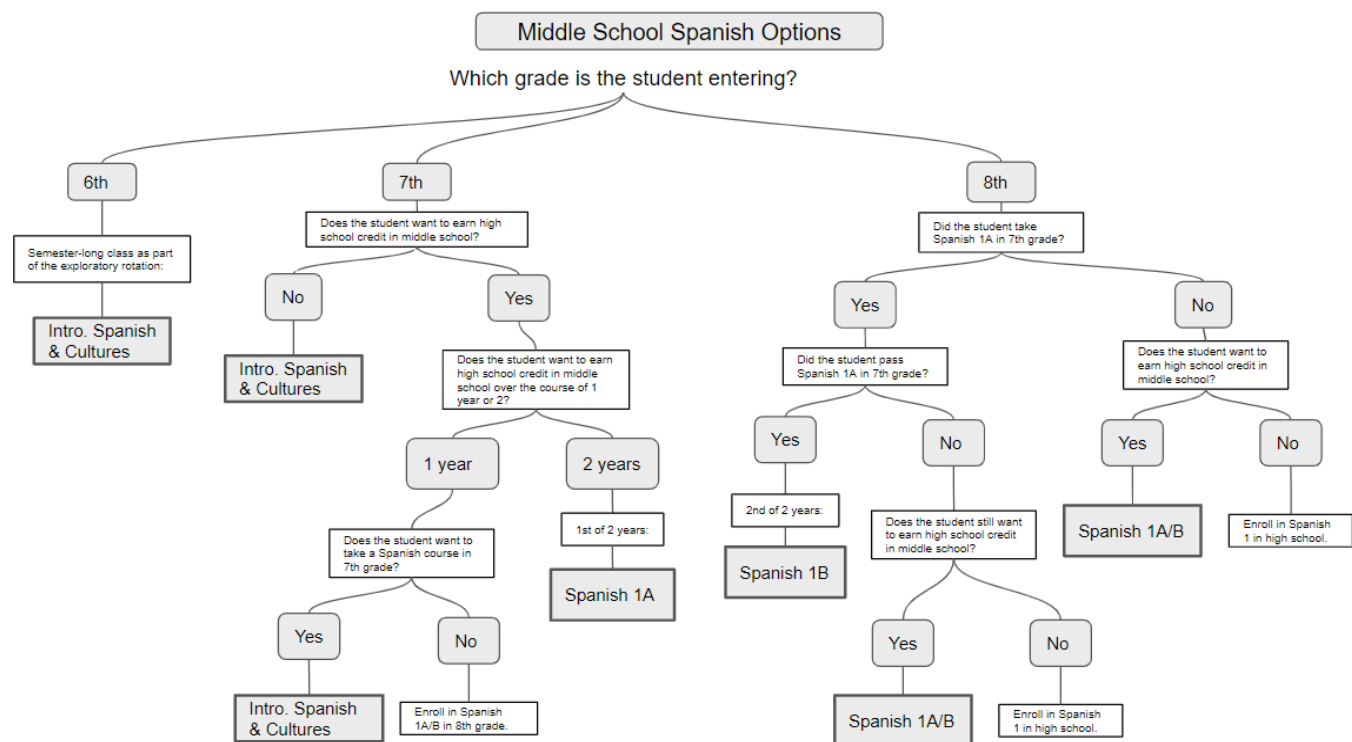 Middle School Spanish Options
Which grade is the student entering?
6th
7th
8th
Semester-long class as part
of the exploratory rotation:
Intro. Spanish
& Cultures
Does the student want to earn high
school credit in middle school?
No
Yes
Intro. Spanish
& Cultures
Does the student want to earn
high school credit in middle
school over the course of 1
year or 2?
1 year
2 years
Does the student want to
take a Spanish course in
7th grade?
1st of 2 years:
Spanish 1A
Yes
No
Intro. Spanish
& Cultures
Enroll in Spanish
1A/B in 8th grade.
Did the student take
Spanish 1A in 7th grade?
Yes
No
Did the student pass
Spanish 1A in 7th grade?
Yes
No
2nd of 2 years:
Spanish 1B
Does the student still want
to earn high school credit
in middle school?
Yes
No
Spanish 1A/B
Enroll in Spanish
1 in high school.
Does the student want to
earn high school credit in
middle school?
Yes
No
Spanish 1A/B
Enroll in Spanish
1 in high school.